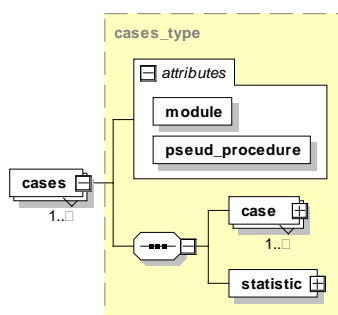 cases_type
attributes
module
pseud_procedure
cases
1..□
case
1..□
statistic